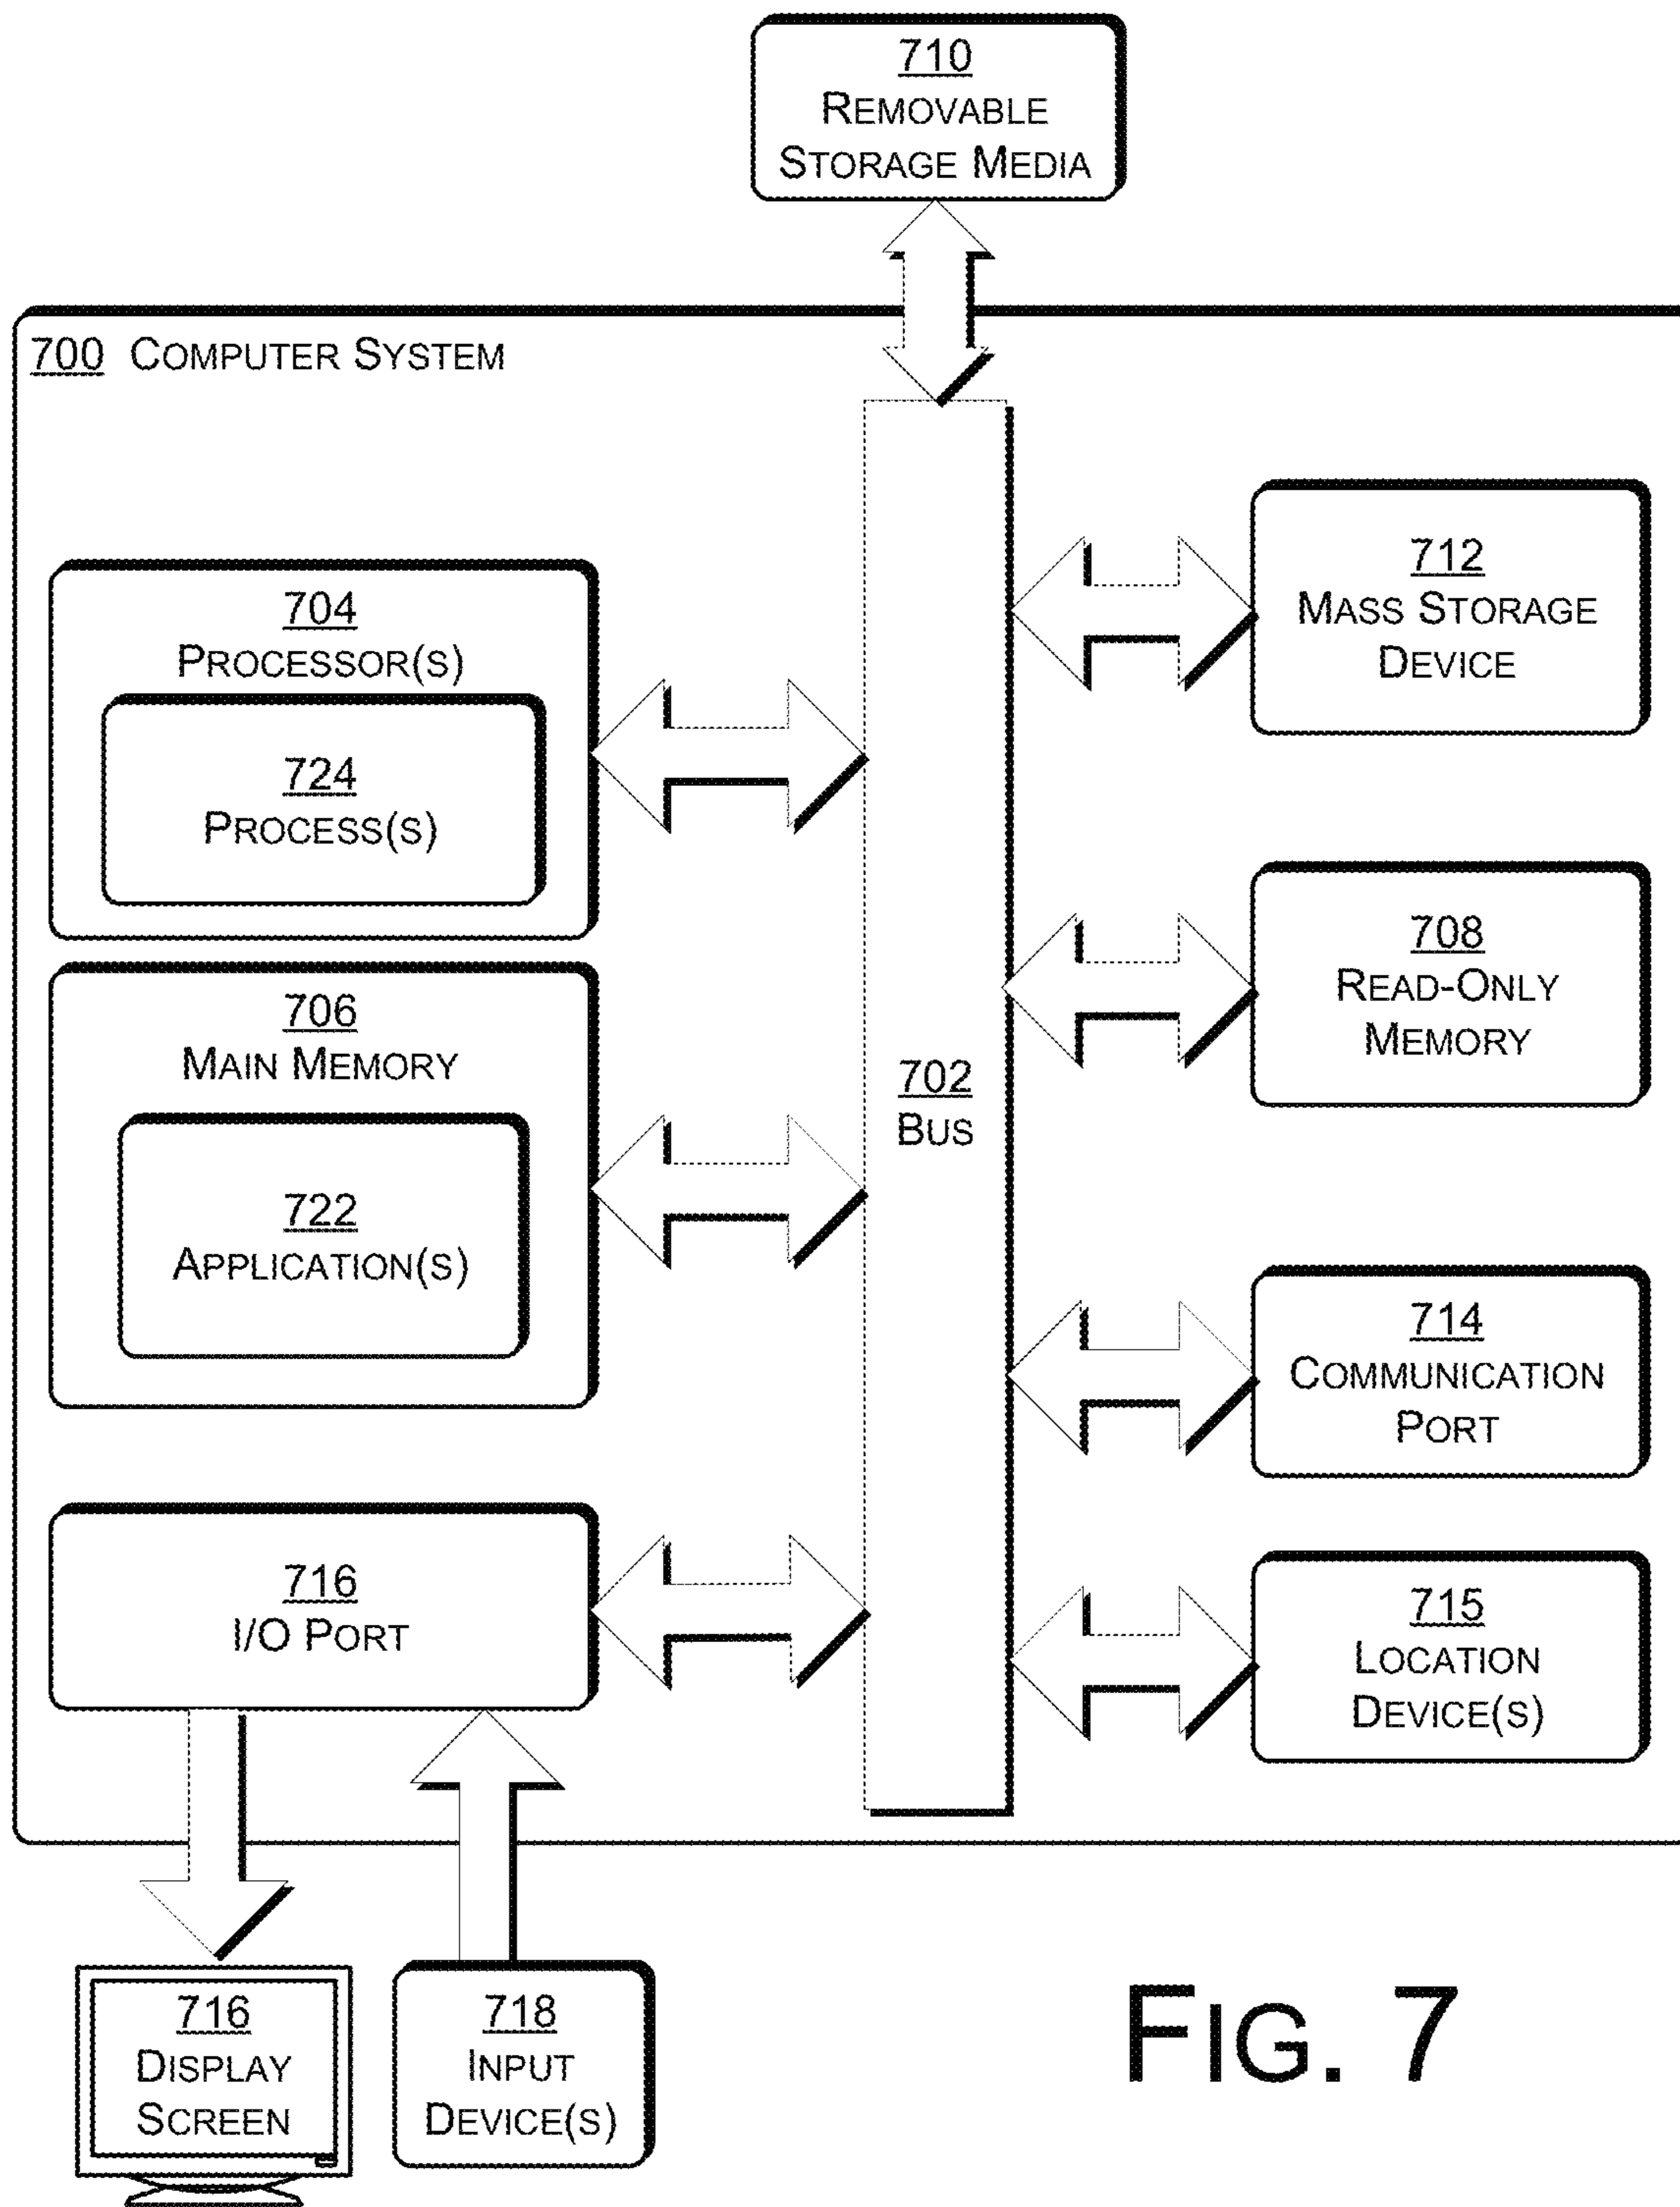 710
REMOVABLE
STORAGE MEDIA
700 COMPUTER SYSTEM
704
PROCESSOR(S)
724
PROCESS(S)
706
MAIN MEMORY
722
APPLICATION(S)
716
I/O PORT
702
BUS
712
MASS STORAGE
DEVICE
708
READ-ONLY
MEMORY
714
COMMUNICATION
PORT
715
LOCATION
DEVICE(S)
716
DISPLAY
SCREEN
718
INPUT
DEVICE(S)
FIG. 7